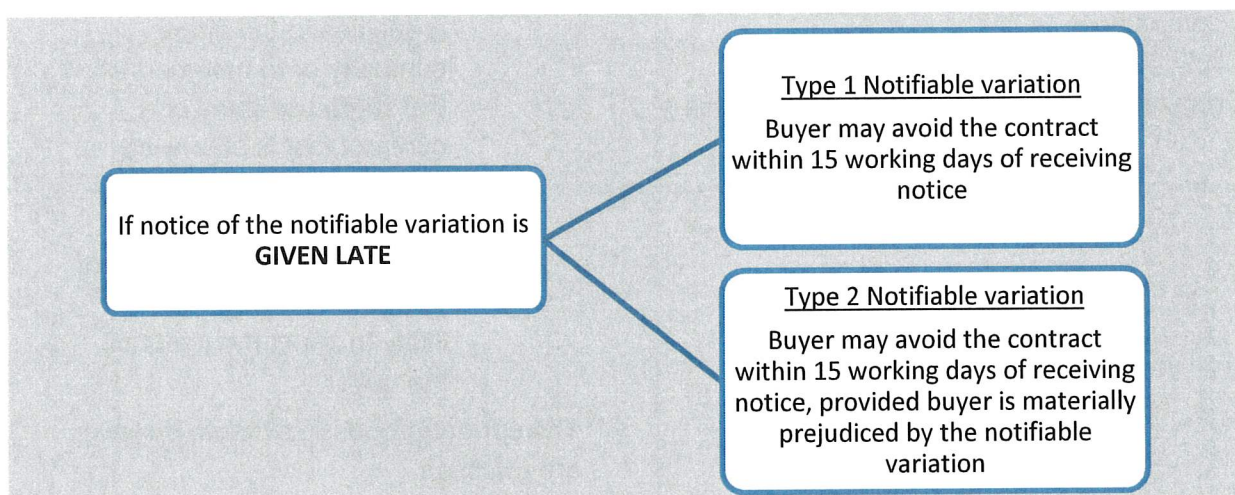 If notice of the notifiable variation is
GIVEN LATE
Type 1 Notifiable variation
Buyer may avoid the contract
within 15 working days of receiving
notice
Type 2 Notifiable variation
Buyer may avoid the contract
within 15 working days of receiving
notice, provided buyer is materially
prejudiced by the notifiable
variation